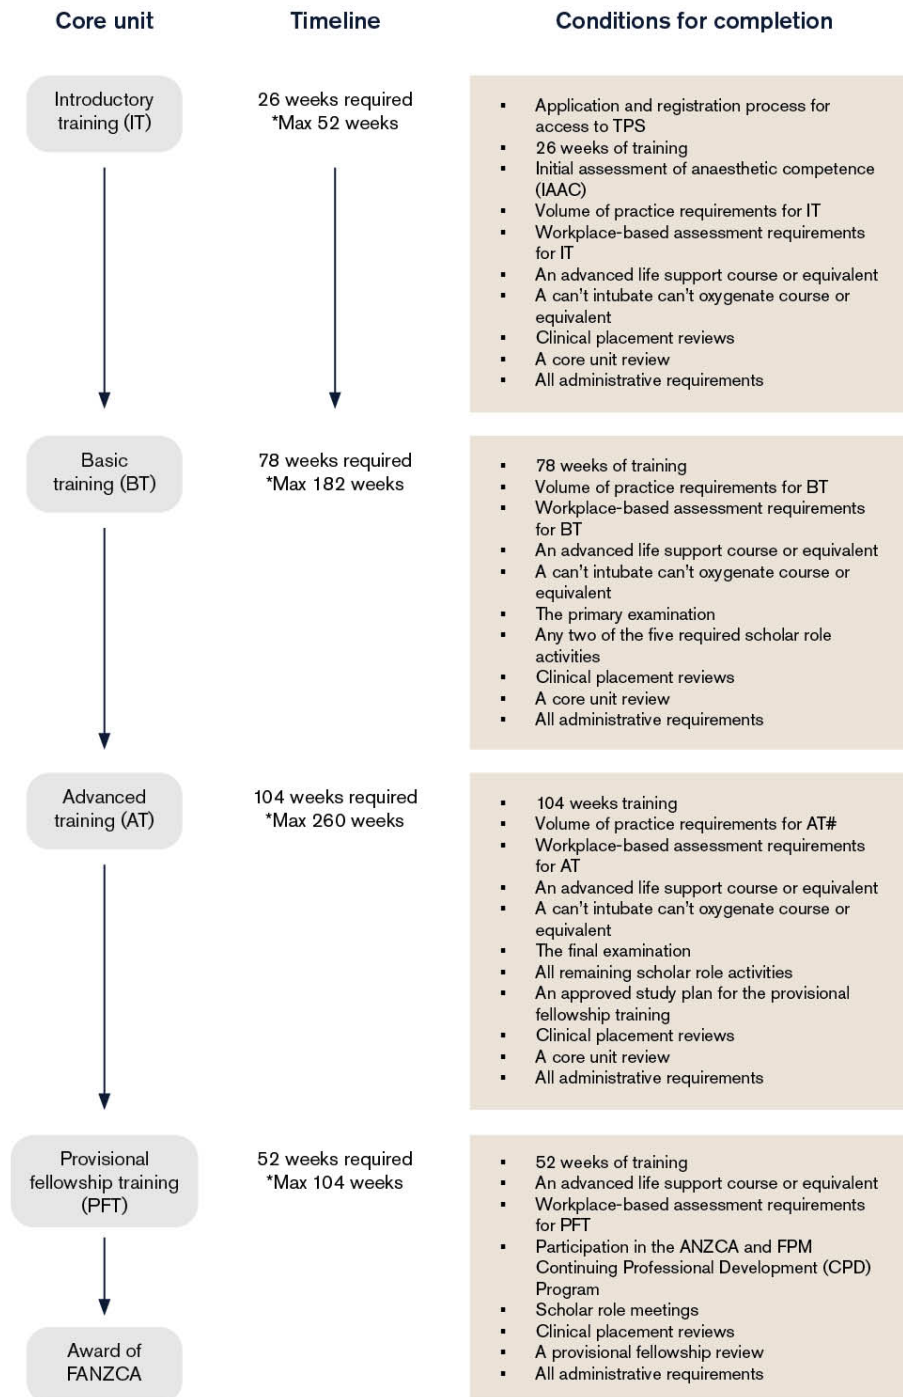 Core unit
Timeline
Conditions for completion
Introductory
training (IT)
26 weeks required
*Max 52 weeks
▪ Application and registration process for
access to TPS
▪ 26 weeks of training
▪ Initial assessment of anaesthetic competence
(IAAC)
▪ Volume of practice requirements for IT
▪ Workplace-based assessment requirements
for IT
▪ An advanced life support course or equivalent
▪ A can’t intubate can’t oxygenate course or
equivalent
▪ Clinical placement reviews
▪ A core unit review
▪ All administrative requirements
Basic
training (BT)
78 weeks required
*Max 182 weeks
▪ 78 weeks of training
▪ Volume of practice requirements for BT
▪ Workplace-based assessment requirements
for BT
▪ An advanced life support course or equivalent
▪ A can’t intubate can’t oxygenate course or
equivalent
▪ The primary examination
▪ Any two of the five required scholar role
activities
▪ Clinical placement reviews
▪ A core unit review
▪ All administrative requirements
Advanced
training (AT)
104 weeks required
*Max 260 weeks
▪ 104 weeks training
▪ Volume of practice requirements for AT#
▪ Workplace-based assessment requirements
for AT
▪ An advanced life support course or equivalent
▪ A can’t intubate can’t oxygenate course or
equivalent
▪ The final examination
▪ All remaining scholar role activities
▪ An approved study plan for the provisional
fellowship training
▪ Clinical placement reviews
▪ A core unit review
▪ All administrative requirements
Provisional
fellowship training
(PFT)
52 weeks required
*Max 104 weeks
▪ 52 weeks of training
▪ An advanced life support course or equivalent
▪ Workplace-based assessment requirements
for PFT
▪ Participation in the ANZCA and FPM
Continuing Professional Development (CPD)
Program
▪ Scholar role meetings
▪ Clinical placement reviews
▪ A provisional fellowship review
▪ All administrative requirements
Award of
FANZCA